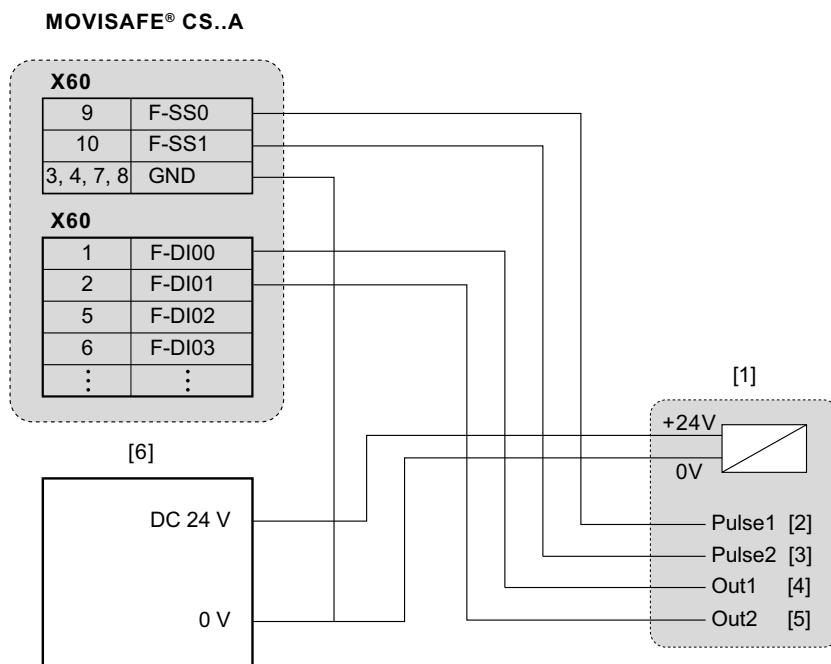 MOVISAFE® CS..A
X60
9 F-SS0
10 F-SS1
3, 4, 7, 8 GND
X60
1 F-DI00
2 F-DI01
5 F-DI02
6 F-DI03
⋮ ⋮
[1]
+24V
0V
Pulse1 [2]
Pulse2 [3]
Out1 [4]
Out2 [5]
[6]
DC 24 V
0 V